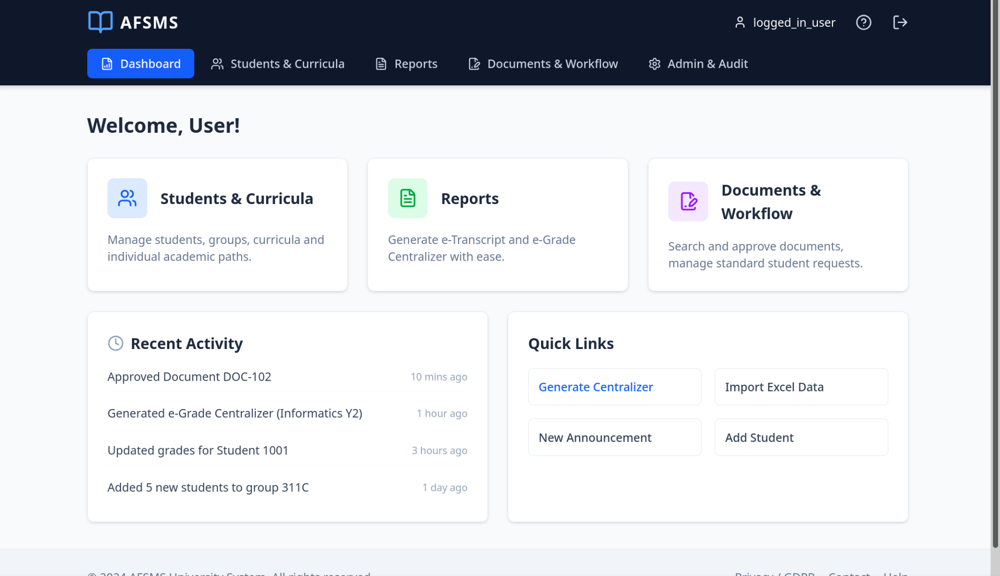 AFSMS
logged_in_user
Dashboard
Students & Curricula
Reports
Documents & Workflow
Admin & Audit
Welcome, User!
Students & Curricula
Manage students, groups, curricula and
individual academic paths.
Reports
Generate e-Transcript and e-Grade
Centralizer with ease.
Documents &
Workflow
Search and approve documents,
manage standard student requests.
Recent Activity
Approved Document DOC-102
10 mins ago
Generated e-Grade Centralizer (Informatics Y2)
1 hour ago
Updated grades for Student 1001
3 hours ago
Added 5 new students to group 311C
1 day ago
Quick Links
Generate Centralizer
Import Excel Data
New Announcement
Add Student
© 2024 AFSMS University System. All rights reserved.
Privacy / GDPR
Contact
Help